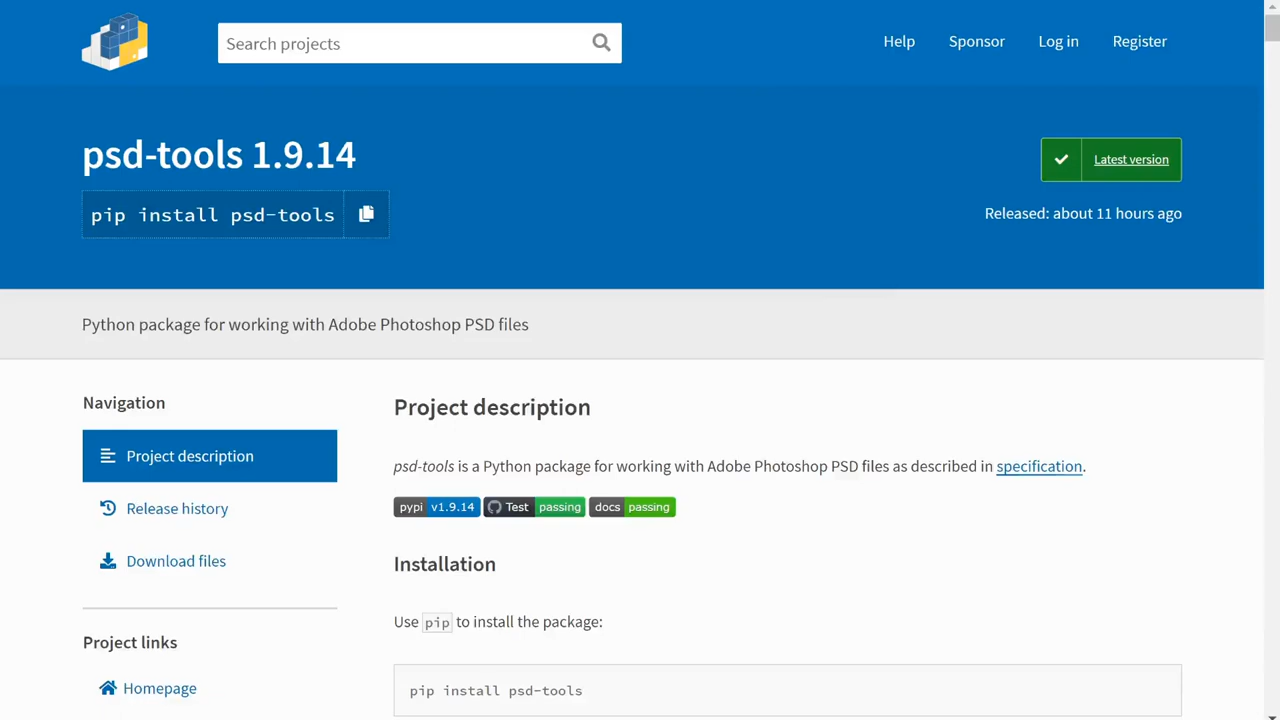 Search projects
Help
Sponsor
Log in
Register
psd-tools 1.9.14
Latest version
pip install psd-tools
Released: about 11 hours ago
Python package for working with Adobe Photoshop PSD files
Navigation
Project description
Release history
Download files
Project links
Homepage
Project description
psd-tools is a Python package for working with Adobe Photoshop PSD files as described in specification.
pypi v1.9.14 Test passing docs passing
Installation
Use pip to install the package:
pip install psd-tools